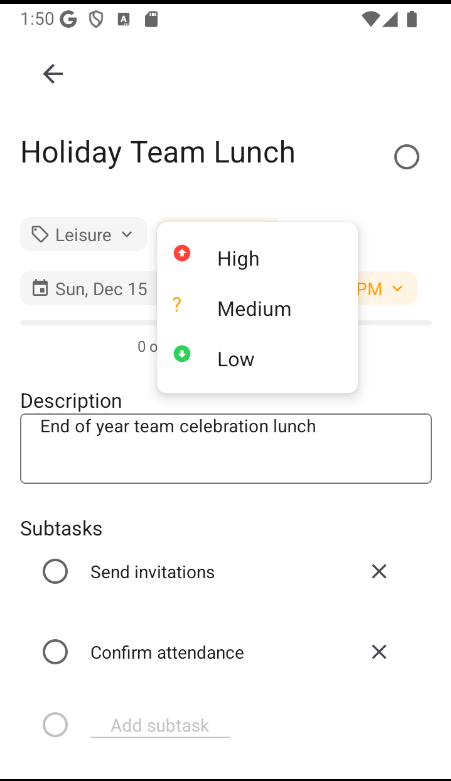 1:50
Holiday Team Lunch
Leisure
High
Sun, Dec 15
PM
? Medium
Low
0 o
Description
End of year team celebration lunch
Subtasks
Send invitations
Confirm attendance
Add subtask